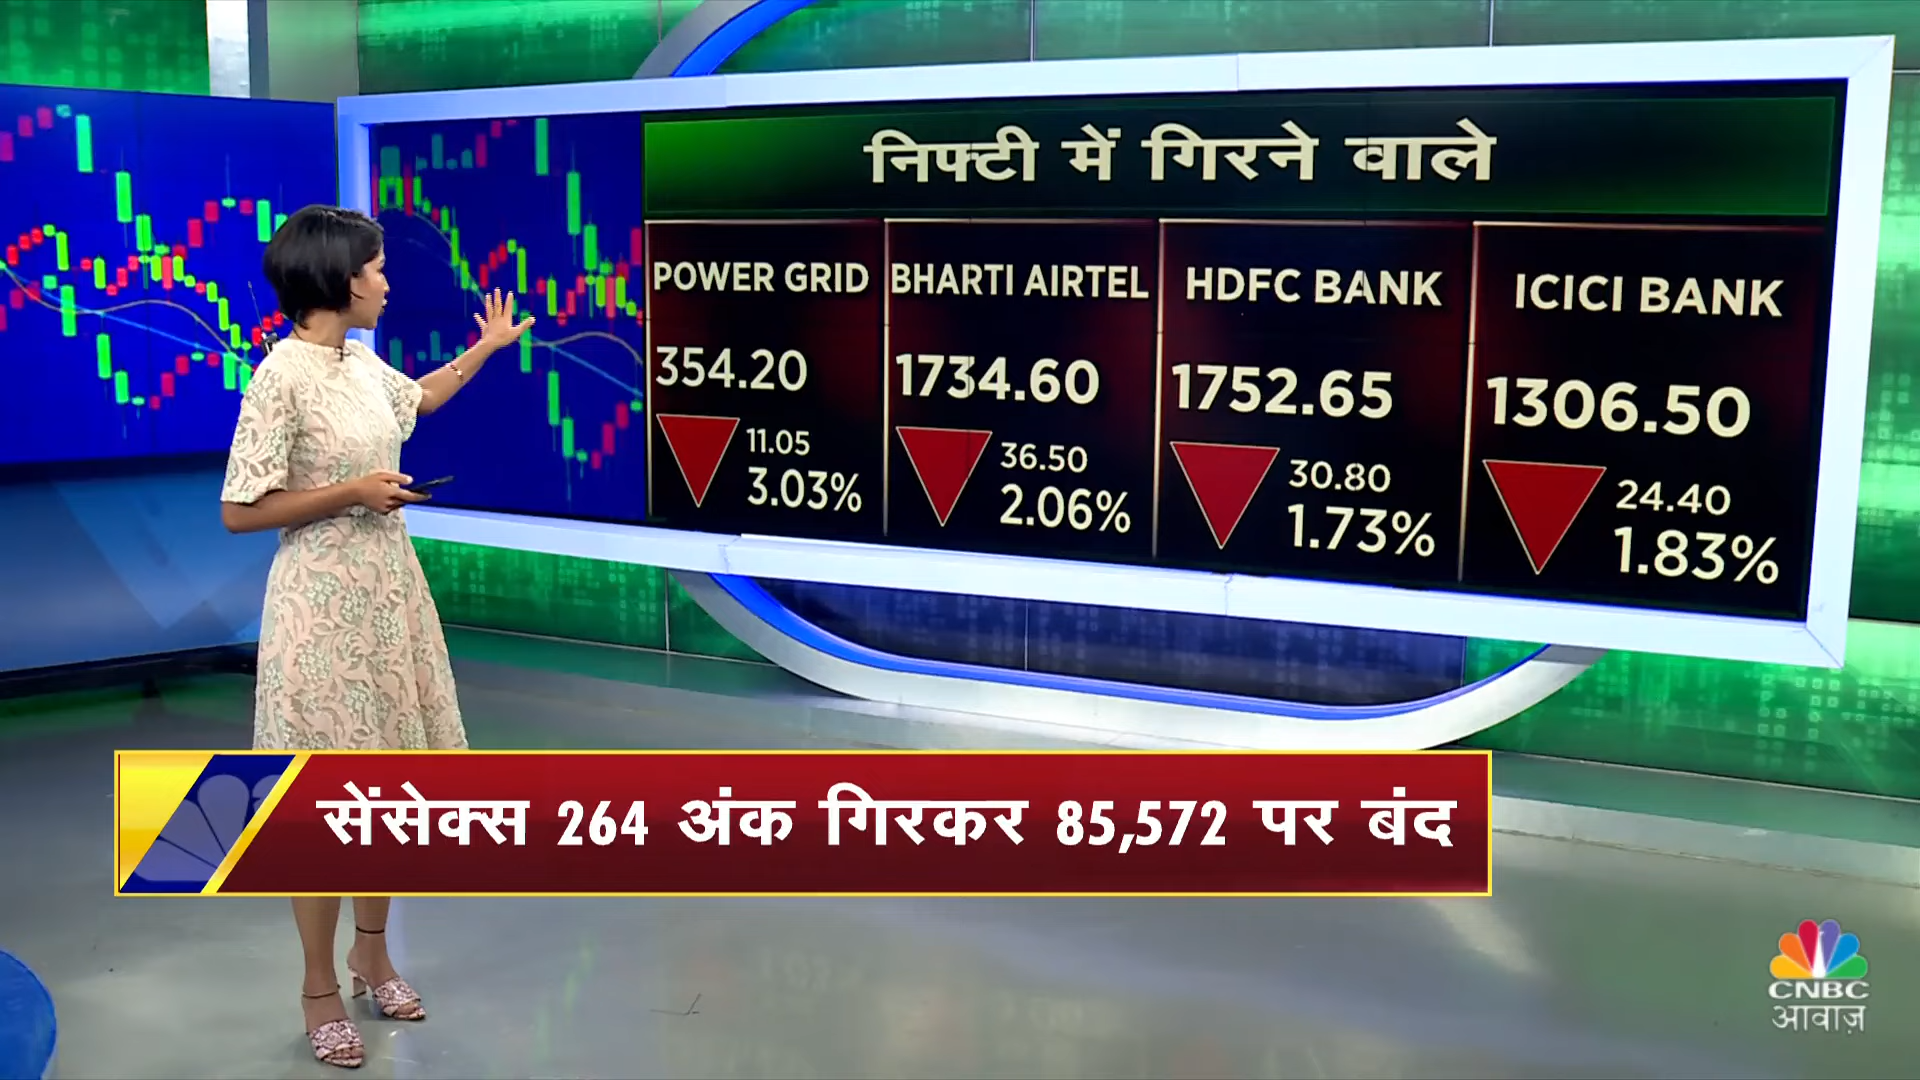 निफ्टी में गिरने वाले
POWER GRID
354.20
11.05
3.03%
BHARTI AIRTEL
1734.60
36.50
2.06%
HDFC BANK
1752.65
30.80
1.73%
ICICI BANK
1306.50
24.40
1.83%
सेंसेक्स 264 अंक गिरकर 85,572 पर बंद
CNBC
आवाज़